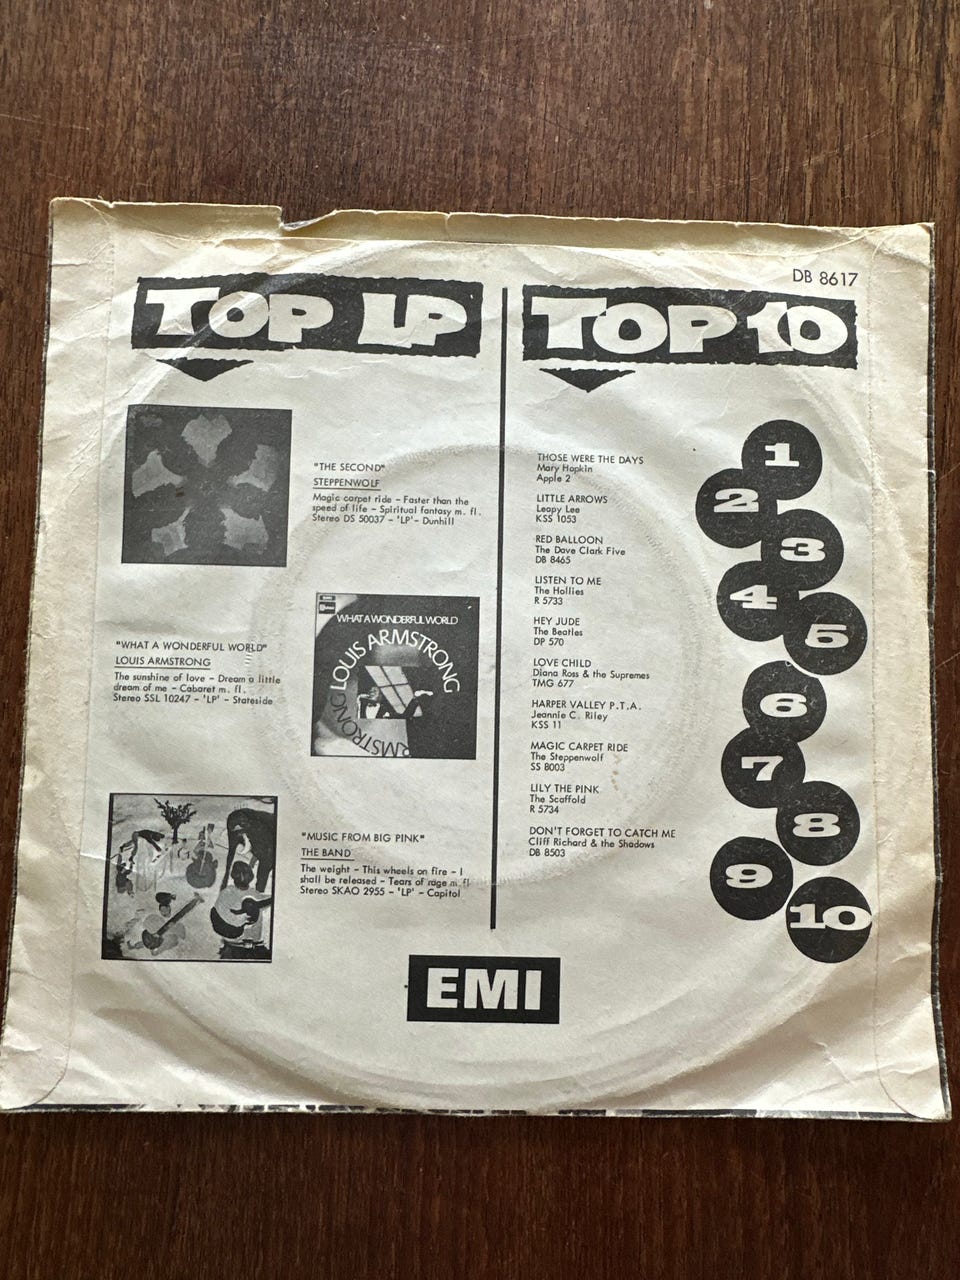 DB 8617
TOP LP
"THE SECOND"
STEPPENWOLF
Magic carpet ride - Faster than the
speed of life - Spiritual fantasy m. fl.
Stereo DS 50037 - 'LP' - Dunhill
WHAT A WONDERFUL WORLD
LOUIS ARMSTRONG
"WHAT A WONDERFUL WORLD"
LOUIS ARMSTRONG
The sunshine of love - Dream a little
dream of me - Cabaret m. fl.
Stereo SSL 10247 - 'LP' - Stateside
"MUSIC FROM BIG PINK"
THE BAND
The weight - This wheels on fire - I
shall be released - Tears of rage m. fl.
Stereo SKAO 2955 - 'LP' - Capitol
TOP 10
THOSE WERE THE DAYS
Mary Hopkin
Apple 2
LITTLE ARROWS
Leapy Lee
KSS 1053
RED BALLOON
The Dave Clark Five
DB 8465
LISTEN TO ME
The Hollies
R 5733
HEY JUDE
The Beatles
DP 570
LOVE CHILD
Diana Ross & the Supremes
TMG 677
HARPER VALLEY P.T.A.
Jeannie C. Riley
KSS 11
MAGIC CARPET RIDE
The Steppenwolf
SS 8003
LILY THE PINK
The Scaffold
R 5734
DON'T FORGET TO CATCH ME
Cliff Richard & the Shadows
DB 8503
1
2
3
4
5
6
7
8
9
10
EMI